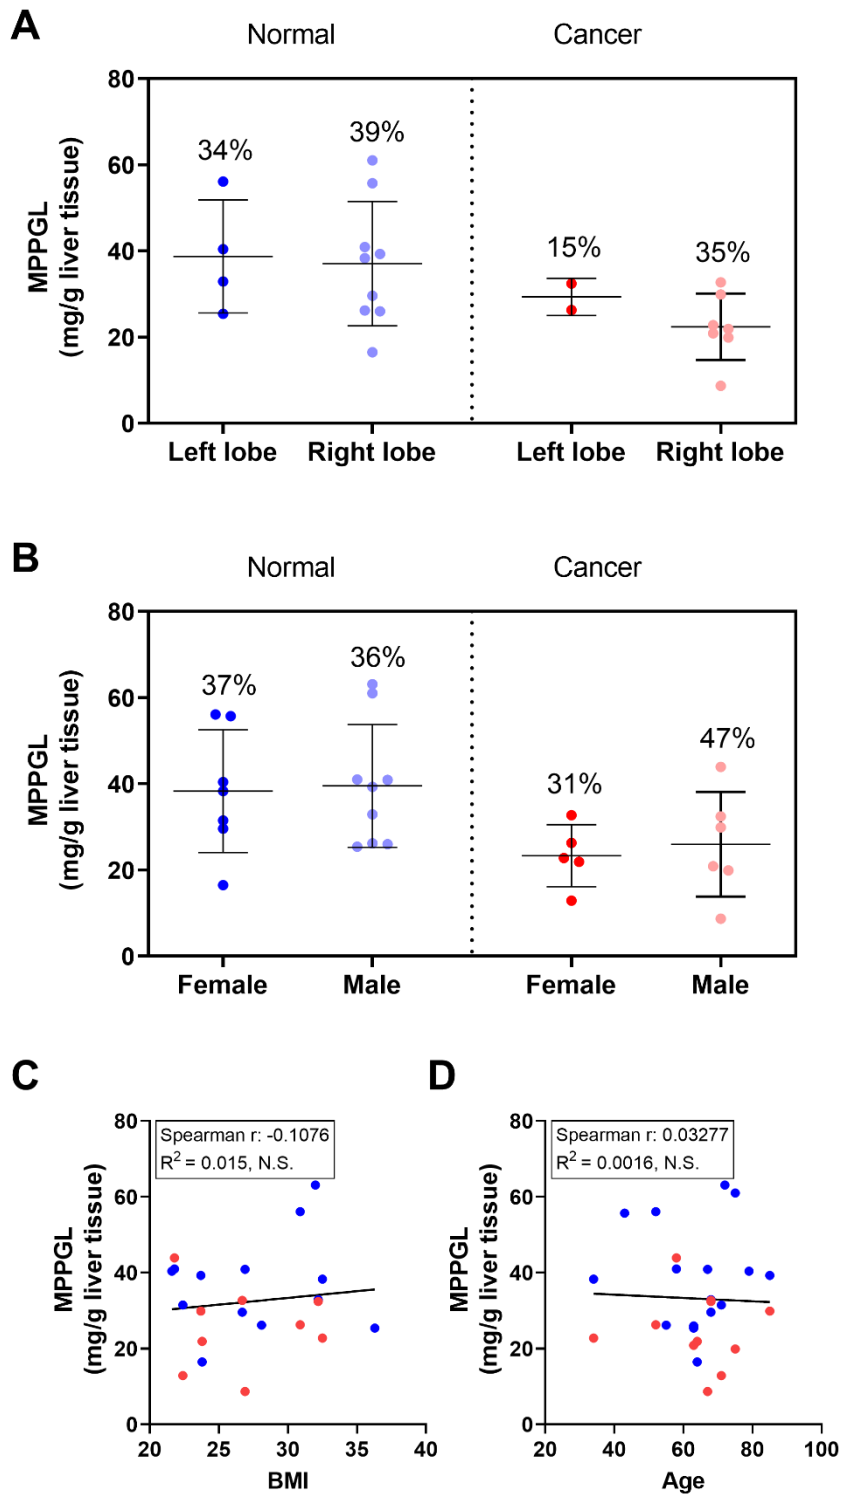 A
Normal Cancer
MPPGL
(mg/g liver tissue)
80
60
40
20
0
34%
39%
15%
35%
Left lobe Right lobe Left lobe Right lobe
B
Normal Cancer
MPPGL
(mg/g liver tissue)
80
60
40
20
0
37%
36%
31%
47%
Female Male Female Male
C
MPPGL
(mg/g liver tissue)
80
60
40
20
0
Spearman r: -0.1076
R² = 0.015, N.S.
20 25 30 35 40
BMI
D
MPPGL
(mg/g liver tissue)
80
60
40
20
0
Spearman r: 0.03277
R² = 0.0016, N.S.
20 40 60 80 100
Age